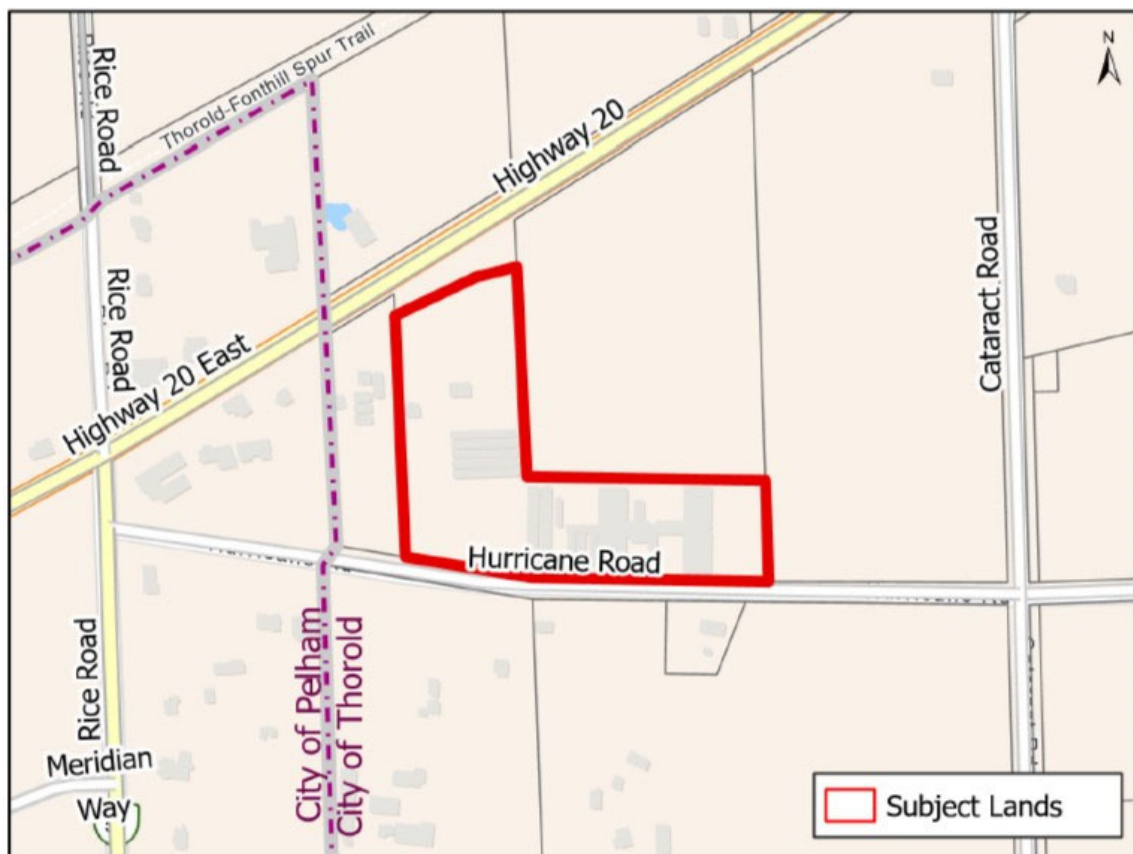 N
Rice Road
Thorold-Fonthill Spur Trail
Highway 20
Cataract Road
Rice Road
Highway 20 East
Hurricane Road
City of Pelham
City of Thorold
Rice Road
Meridian
Way
Subject Lands